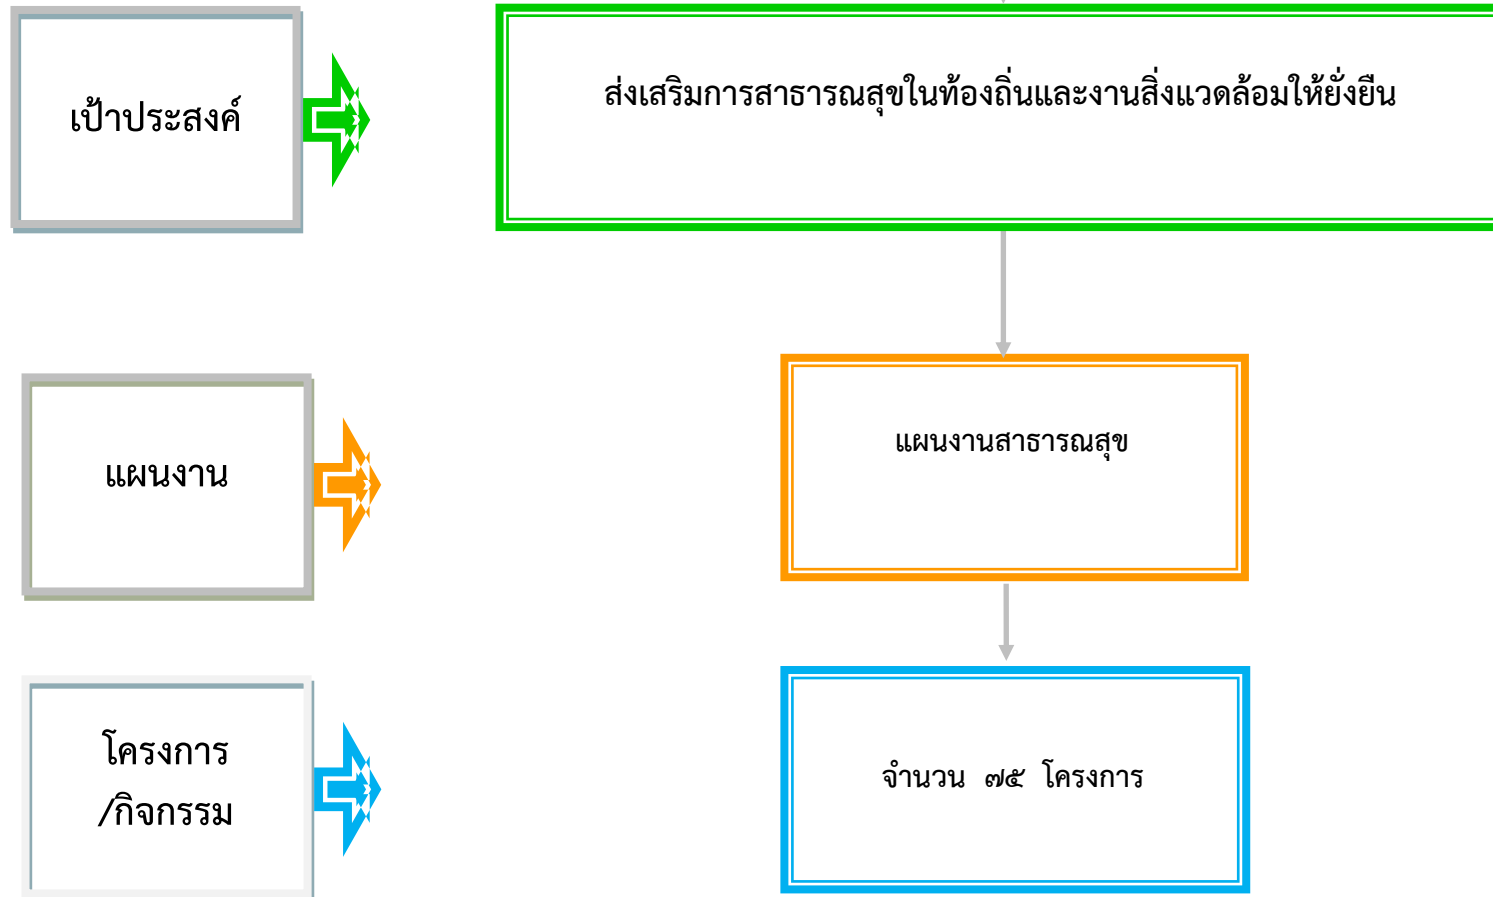 เป้าประสงค์
ส่งเสริมการสาธารณสุขในท้องถิ่นและงานสิ่งแวดล้อมให้ยั่งยืน
แผนงาน
แผนงานสาธารณสุข
โครงการ
/กิจกรรม
จำนวน ๗๕ โครงการ